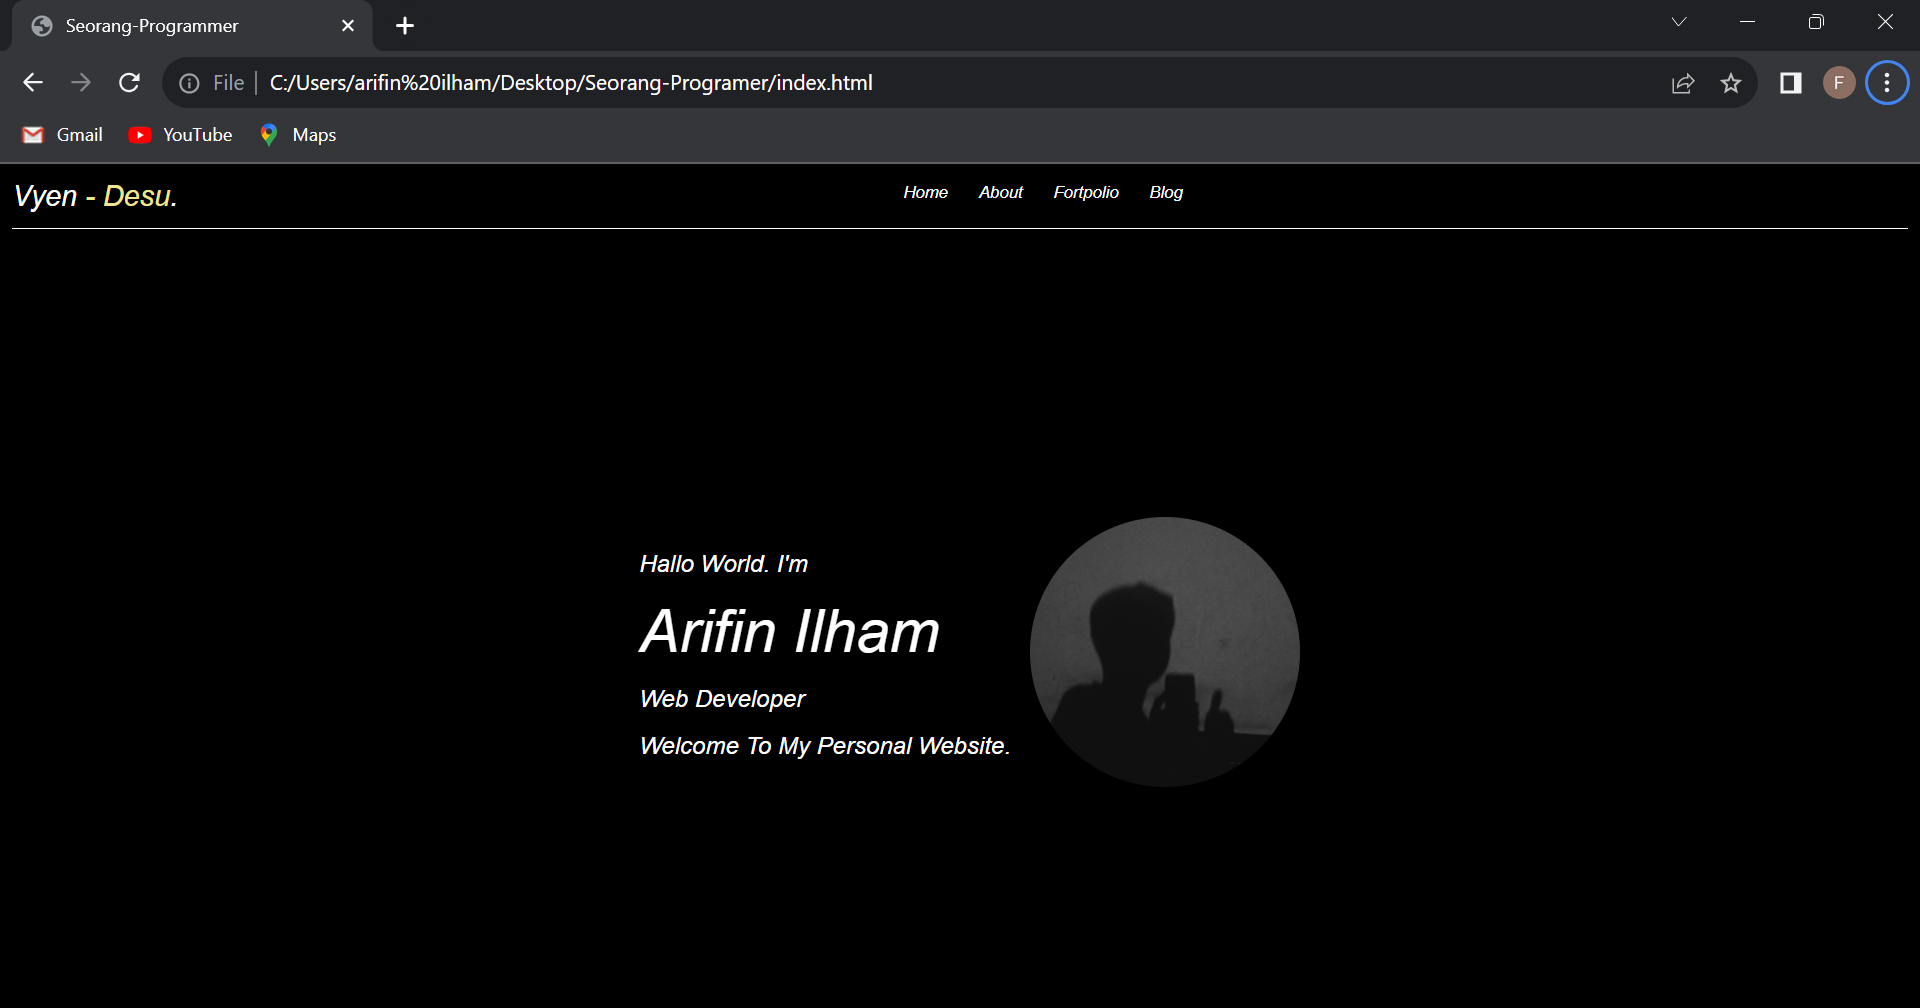 Seorang-Programmer
File C:/Users/arifin%20ilham/Desktop/Seorang-Programer/index.html
F
Gmail YouTube Maps
Vyen - Desu. Home About Fortpolio Blog
Hallo World. I'm
Arifin Ilham
Web Developer
Welcome To My Personal Website.